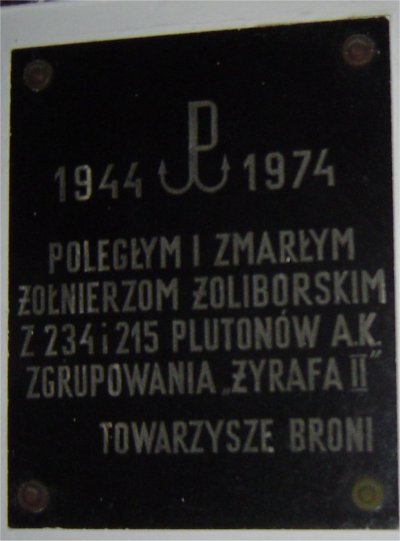 1944 1974
POLEGŁYM I ZMARŁYM
ŻOŁNIERZOM ŻOLIBORSKIM
Z 234 i 215 PLUTONÓW A.K.
ZGRUPOWANIA „ŻYRAFA II"
TOWARZYSZE BRONI